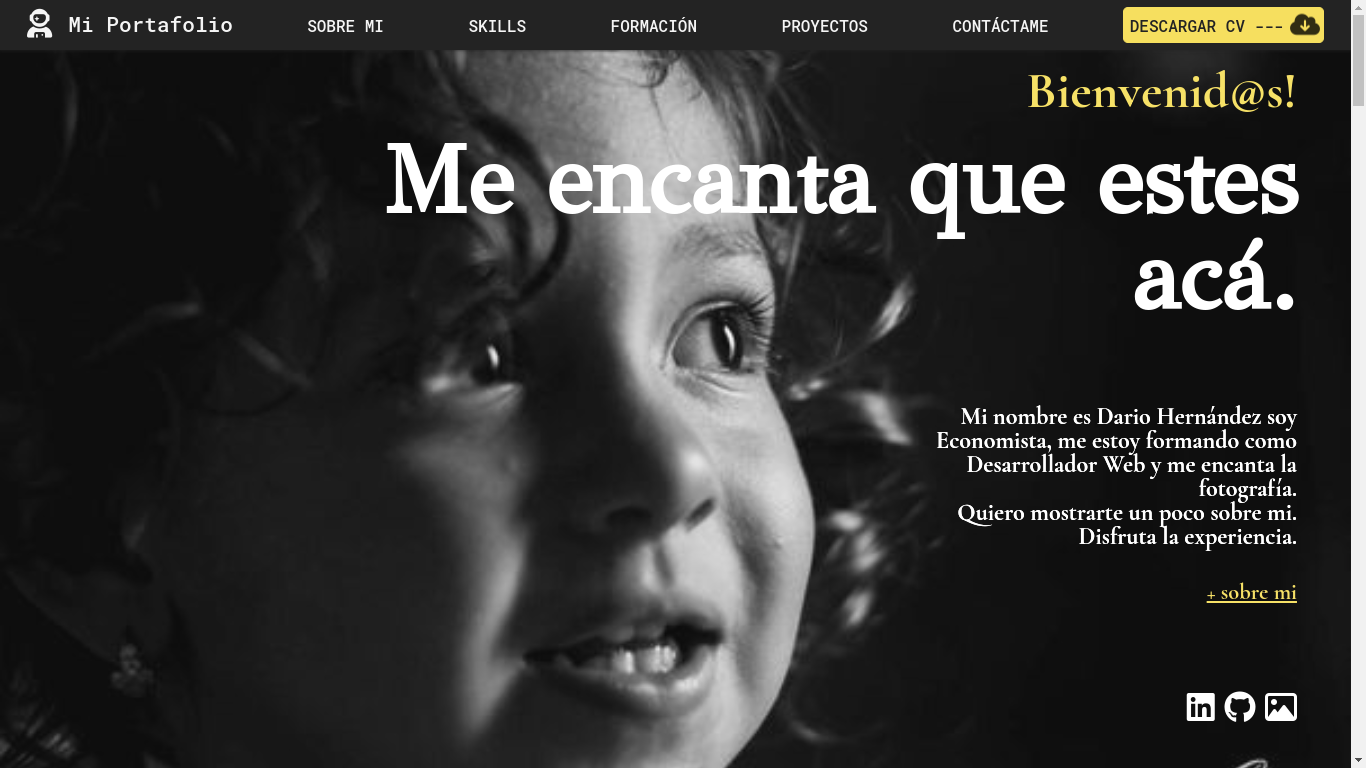 Mi Portafolio
SOBRE MI
SKILLS
FORMACIÓN
PROYECTOS
CONTÁCTAME
DESCARGAR CV ---
Bienvenid@s!
Me encanta que estes
acá.
Mi nombre es Dario Hernández soy
Economista, me estoy formando como
Desarrollador Web y me encanta la
fotografía.
Quiero mostrarte un poco sobre mi.
Disfruta la experiencia.
+ sobre mi
in